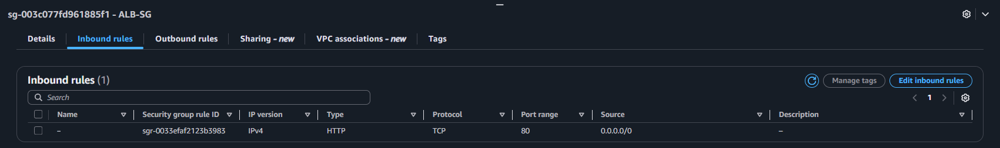 sg-003c077fd961885f1 - ALB-SG
Details Inbound rules Outbound rules Sharing - new VPC associations - new Tags
Inbound rules (1) Manage tags Edit inbound rules
Search 1
Name Security group rule ID IP version Type Protocol Port range Source Description
– sgr-0033efaf2123b3983 IPv4 HTTP TCP 80 0.0.0.0/0 –